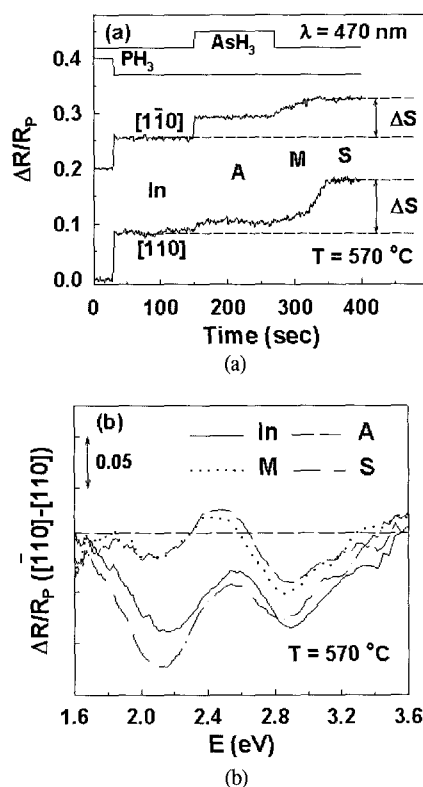 (a)
AsH3
λ = 470 nm
0.4
PH3
0.3
[11̄0]
ΔS
ΔR/RP
0.2
In
A
M
S
0.1
ΔS
[110]
0.0
T = 570 °C
0
100
200
300
400
Time (sec)
(a)
(b)
In
A
0.05
M
S
ΔR/RP ([1̄10]-[110])
T = 570 °C
1.6
2.0
2.4
2.8
3.2
3.6
E (eV)
(b)